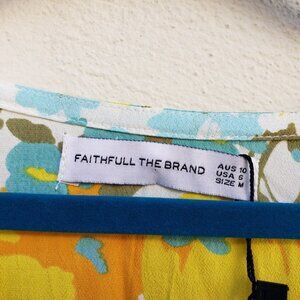 FAITHFULL THE BRAND
AUS 10
USA 6
SIZE M